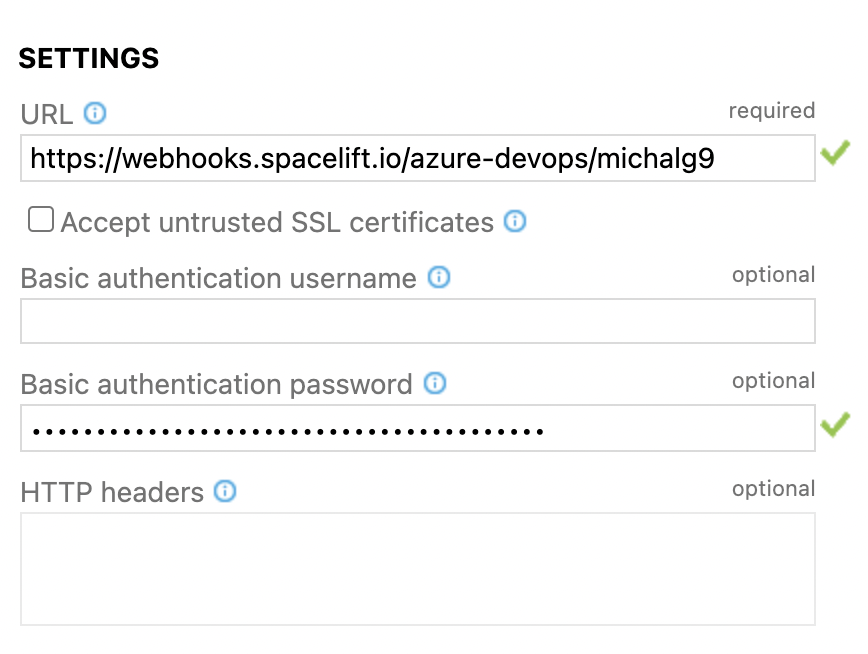 SETTINGS
URL required
https://webhooks.spacelift.io/azure-devops/michalg9
Accept untrusted SSL certificates
Basic authentication username optional
Basic authentication password optional
••••••••••••••••••••••••••••••••••••••••
HTTP headers optional